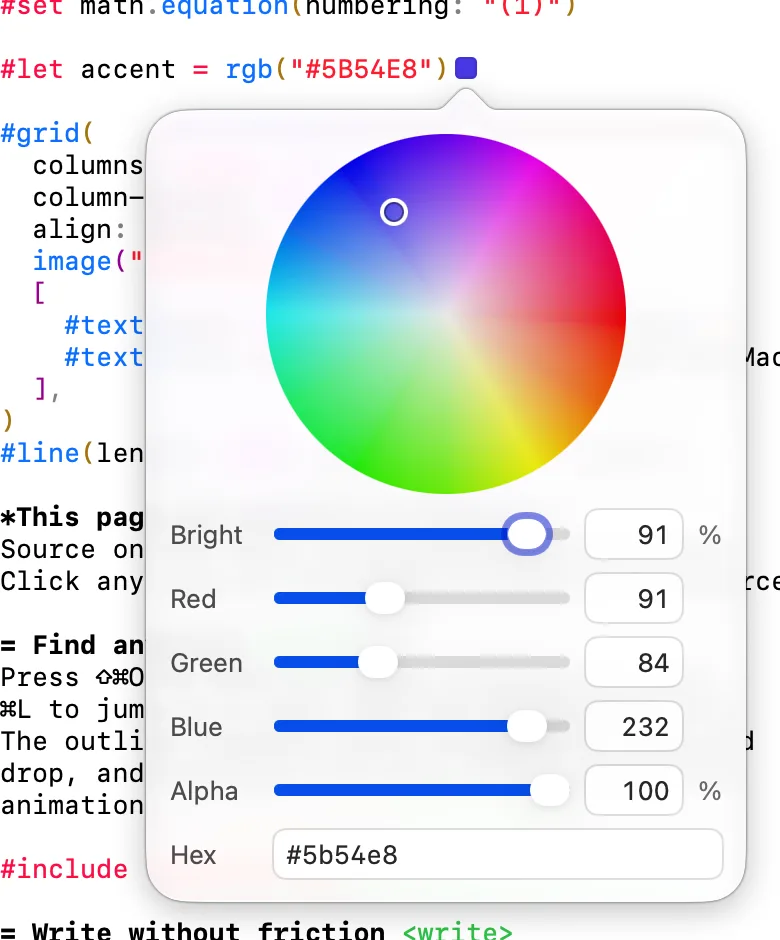 #set math.equation(numbering: "(1)")
#let accent = rgb("#5B54E8")
#grid(
columns
column-
align:
image("
[
#text
#text
],
)
#line(len
*This pag
Source on
Click any
= Find an
Press ⇧⌘O
⌘L to jum
The outli
drop, and
animation
#include
= Write without friction <write>
Bright 91 %
Red 91
Green 84
Blue 232
Alpha 100 %
Hex #5b54e8